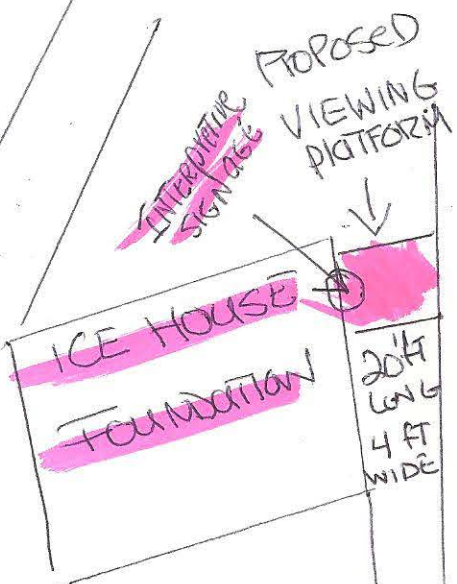 PROPOSED
VIEWING
PLATFORM
INTERPRETIVE
SIGNAGE
ICE HOUSE
FOUNDATION
20 FT
LONG
4 FT
WIDE